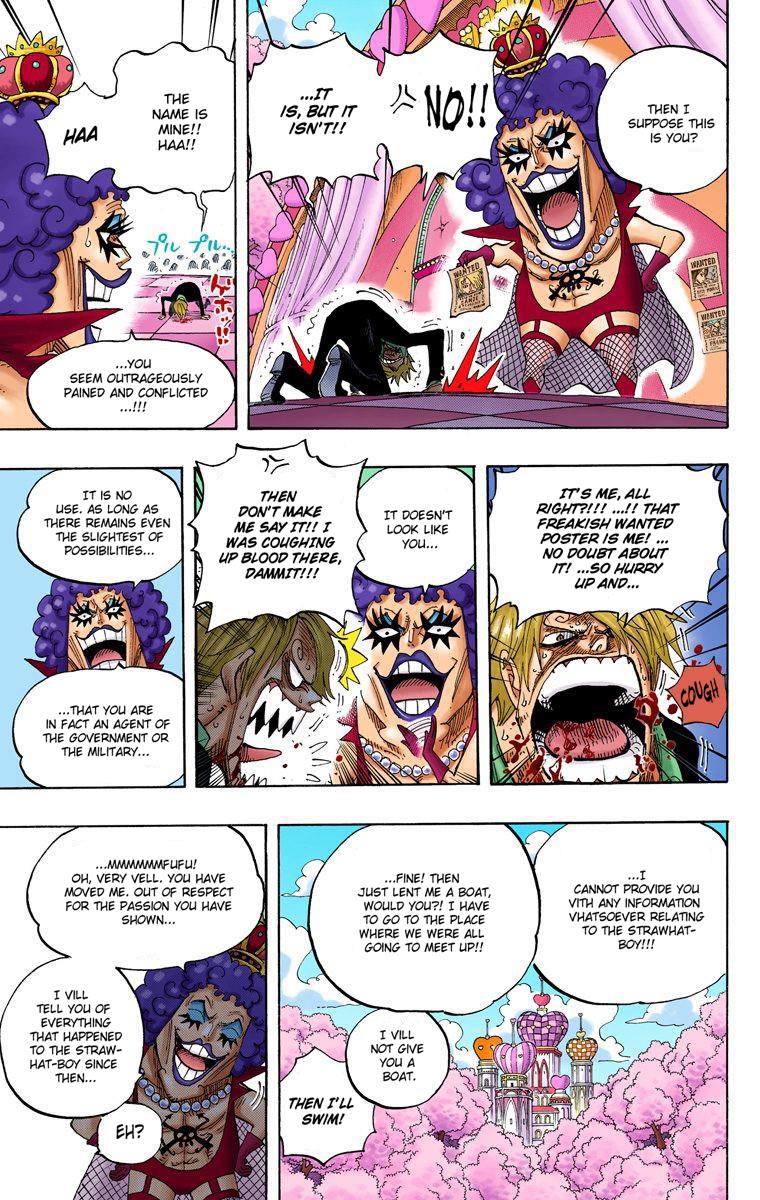 THEN I
SUPPOSE THIS
IS YOU?
NO!!
...IT
IS, BUT IT
ISN'T!!
WANTED
WANTED
WANTED
THE
NAME IS
MINE!!
HAA!!
HAA
プル プル...
ゲホッ!!
...YOU
SEEM OUTRAGEOUSLY
PAINED AND CONFLICTED
...!!!
IT'S ME, ALL
RIGHT?!!! ...!! THAT
FREAKISH WANTED
POSTER IS ME! ...
NO DOUBT ABOUT
IT! ...SO HURRY
UP AND...
COUGH
IT DOESN'T
LOOK LIKE
YOU...
THEN
DON'T MAKE
ME SAY IT!! I
WAS COUGHING
UP BLOOD THERE,
DAMMIT!!!
IT IS NO
USE. AS LONG AS
THERE REMAINS EVEN
THE SLIGHTEST OF
POSSIBILITIES...
...THAT YOU ARE
IN FACT AN AGENT OF
THE GOVERNMENT OR
THE MILITARY...
...I
CANNOT PROVIDE YOU
VITH ANY INFORMATION
VHATSOEVER RELATING
TO THE STRAWHAT-
BOY!!!
...FINE! THEN
JUST LENT ME A BOAT,
WOULD YOU?! I HAVE
TO GO TO THE PLACE
WHERE WE WERE ALL
GOING TO MEET UP!!
I VILL
NOT GIVE
YOU A
BOAT.
THEN I'LL
SWIM!
...MMMMMMFUFU!
OH, VERY VELL. YOU HAVE
MOVED ME. OUT OF RESPECT
FOR THE PASSION YOU HAVE
SHOWN...
I VILL
TELL YOU OF
EVERYTHING
THAT HAPPENED
TO THE STRAW-
HAT-BOY SINCE
THEN...
EH?